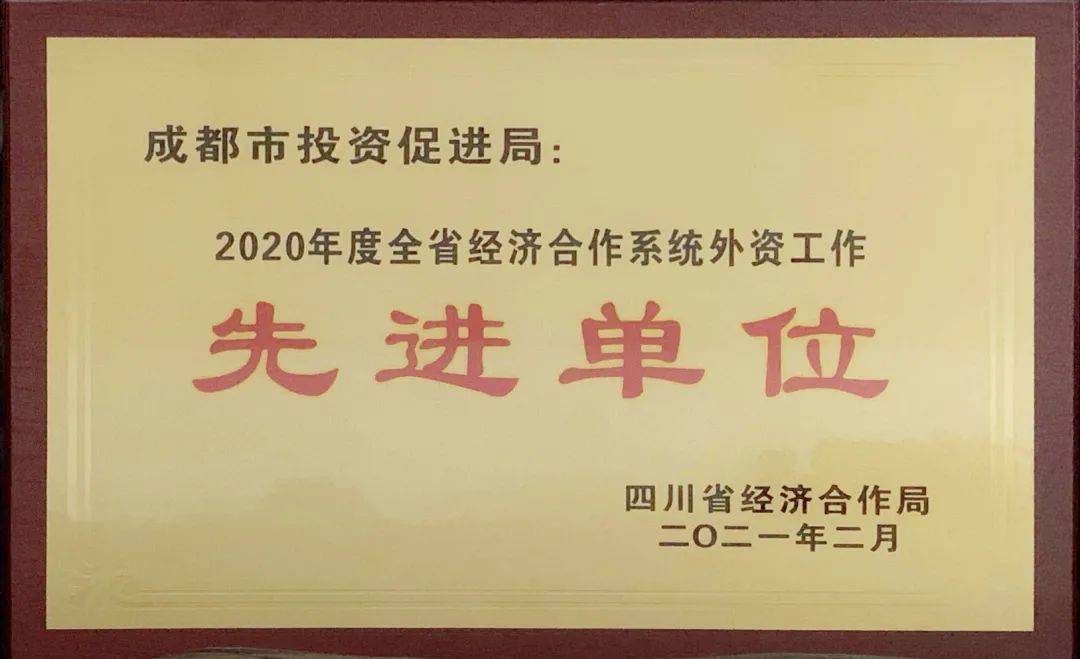 成都市投资促进局：
2020年度全省经济合作系统外资工作
先进单位
四川省经济合作局
二〇二一年二月